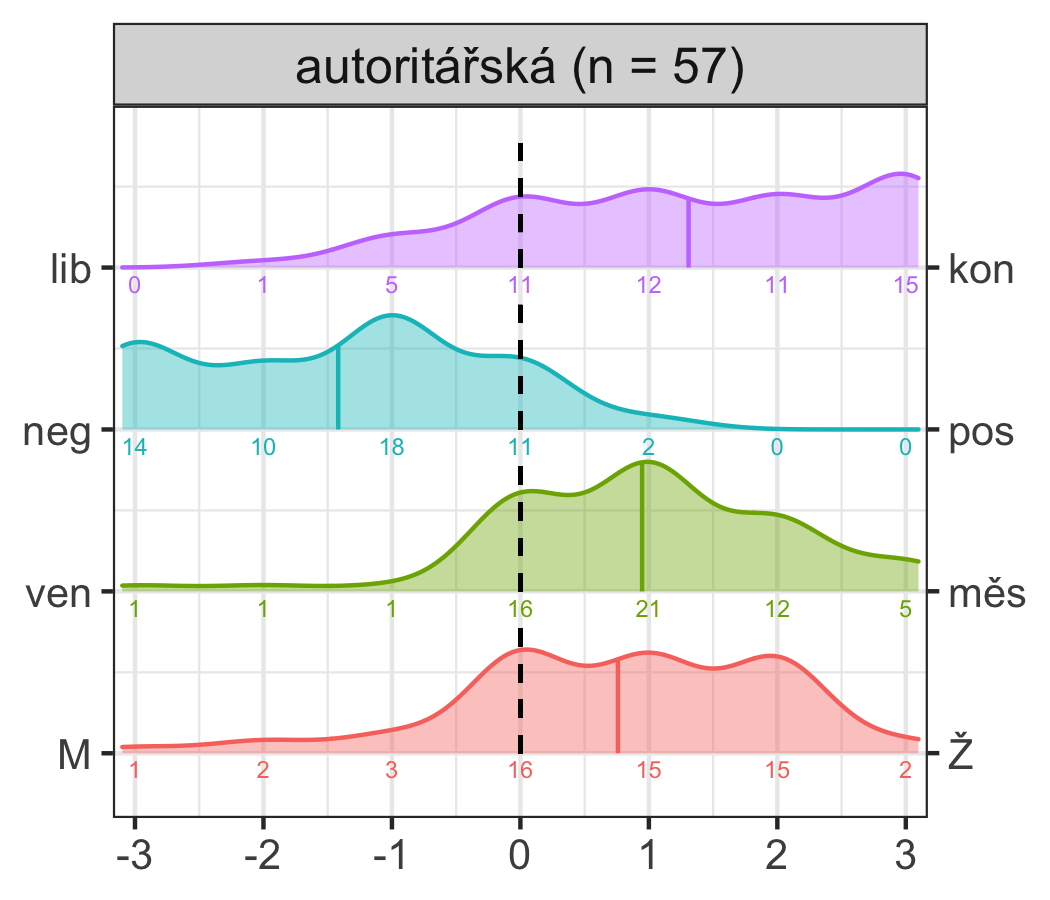 autoritářská (n = 57)
lib kon
0 1 5 11 12 11 15
neg pos
14 10 18 11 2 0 0
ven měs
1 1 1 16 21 12 5
M Ž
1 2 3 16 15 15 2
-3 -2 -1 0 1 2 3